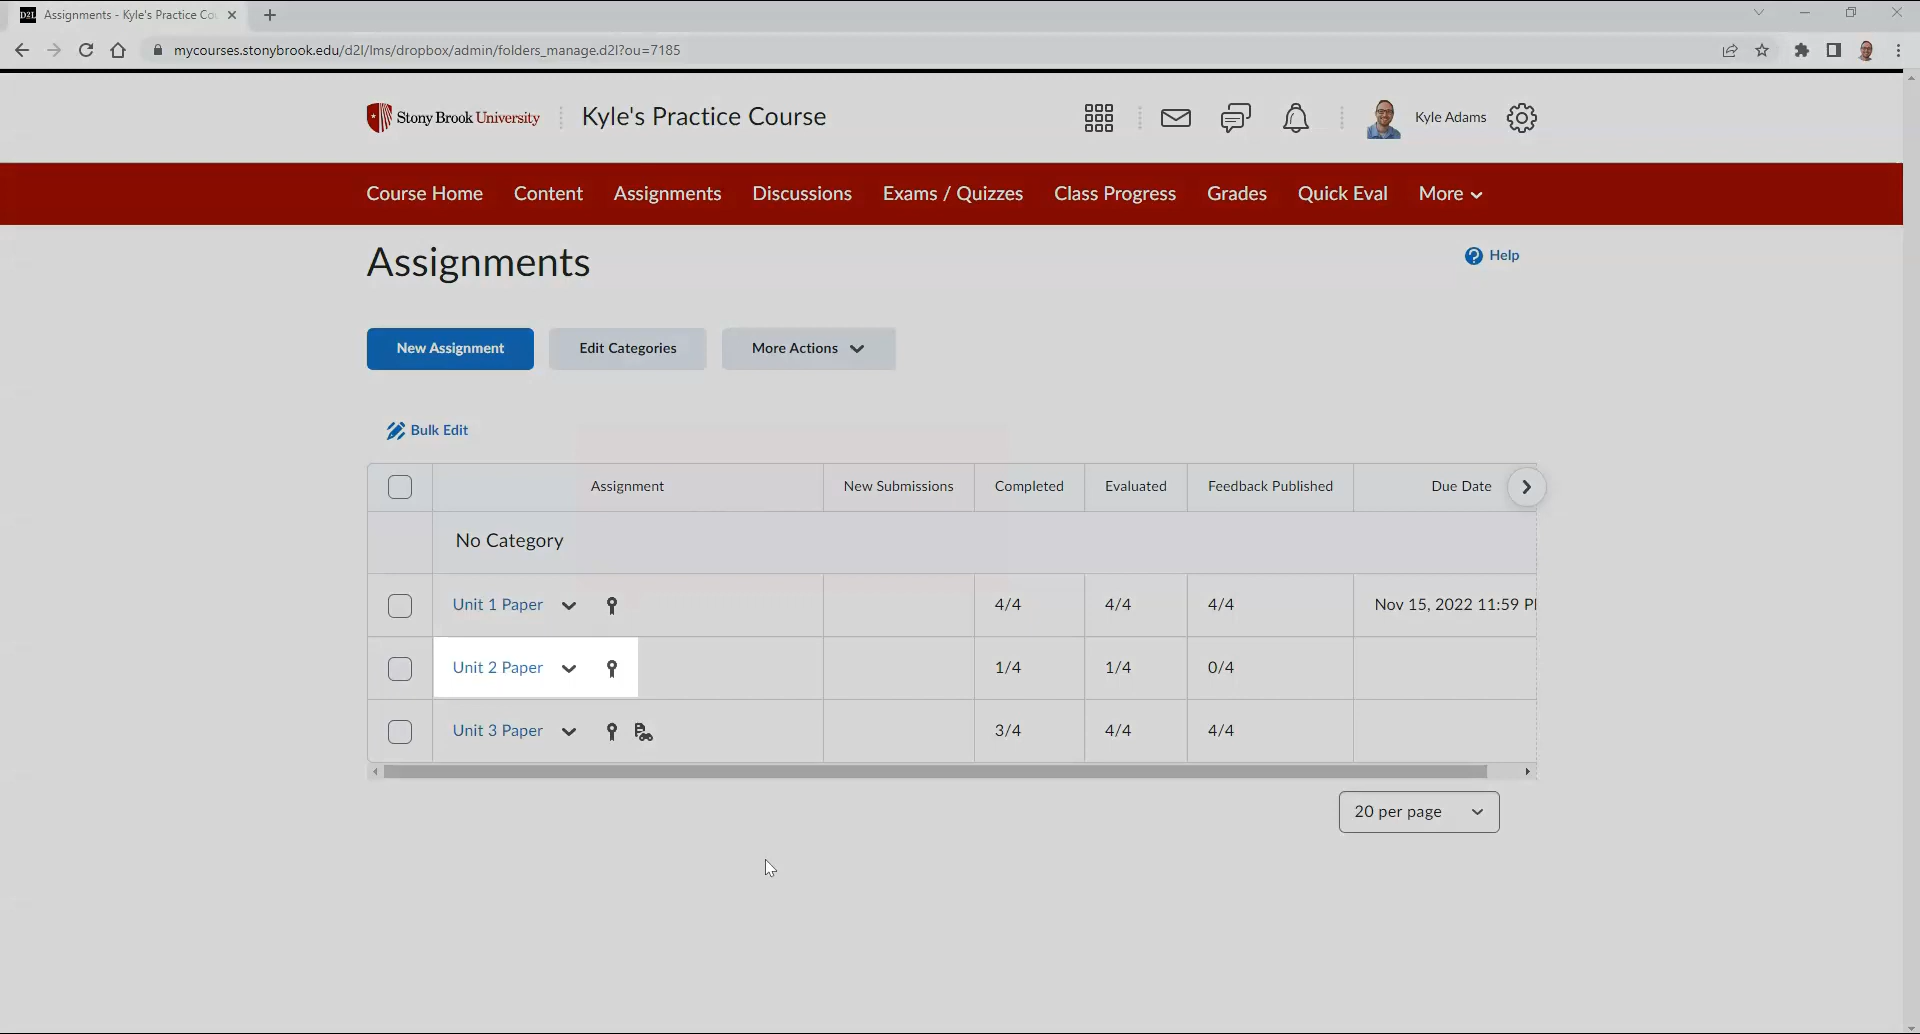 D2L Assignments - Kyle's Practice Co
mycourses.stonybrook.edu/d2l/lms/dropbox/admin/folders_manage.d2l?ou=7185
Stony Brook University Kyle's Practice Course Kyle Adams
Course Home Content Assignments Discussions Exams / Quizzes Class Progress Grades Quick Eval More
Assignments
Help
New Assignment Edit Categories More Actions
Bulk Edit
Assignment New Submissions Completed Evaluated Feedback Published Due Date
No Category
Unit 1 Paper 4/4 4/4 4/4 Nov 15, 2022 11:59 P
Unit 2 Paper 1/4 1/4 0/4
Unit 3 Paper 3/4 4/4 4/4
20 per page